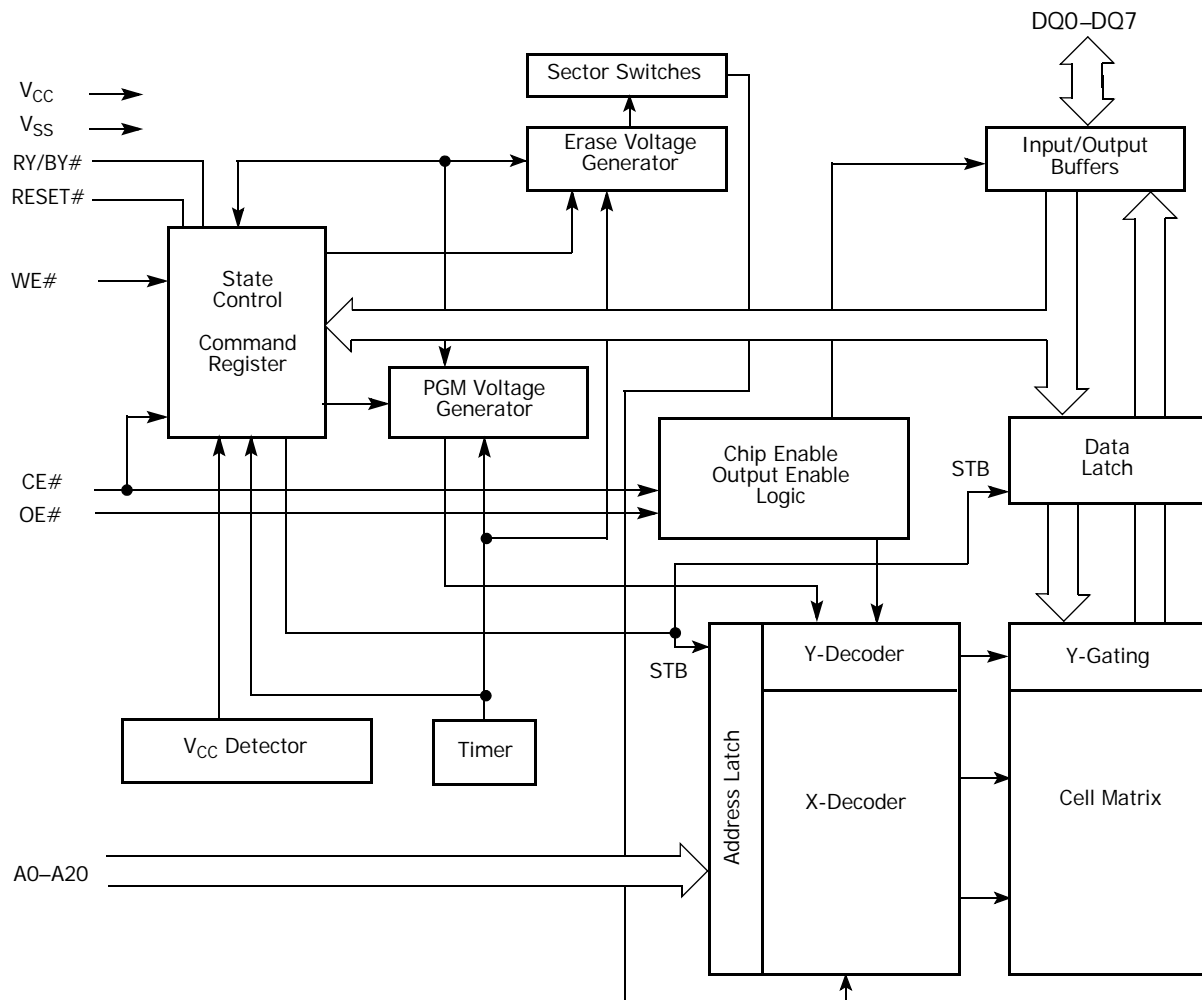 DQ0–DQ7
Sector Switches
V_CC
V_SS
RY/BY#
RESET#
Erase Voltage
Generator
Input/Output
Buffers
WE#
State
Control
Command
Register
PGM Voltage
Generator
Chip Enable
Output Enable
Logic
Data
Latch
STB
CE#
OE#
STB
Y-Decoder
Y-Gating
V_CC Detector
Timer
Address Latch
X-Decoder
Cell Matrix
A0–A20